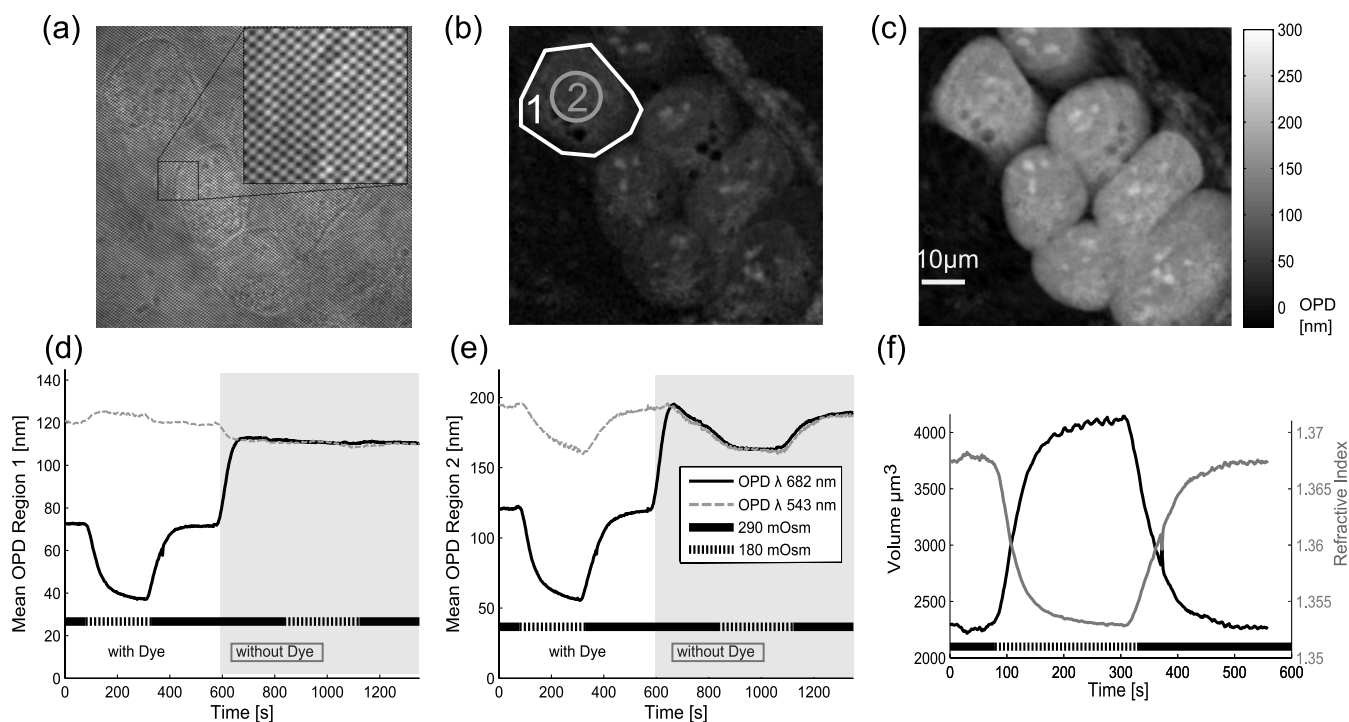 (a)
(b)
1
2
(c)
10µm
300
250
200
150
100
50
0
OPD
[nm]
(d)
Mean OPD Region 1 [nm]
140
120
100
80
60
40
20
0
with Dye
without Dye
0 200 400 600 800 1000 1200
Time [s]
(e)
Mean OPD Region 2 [nm]
200
150
100
50
0
OPD λ 682 nm
OPD λ 543 nm
290 mOsm
180 mOsm
with Dye
without Dye
0 200 400 600 800 1000 1200
Time [s]
(f)
Volume µm3
4000
3500
3000
2500
2000
1.37
1.365
1.36
1.355
1.35
Refractive Index
0 100 200 300 400 500 600
Time [s]